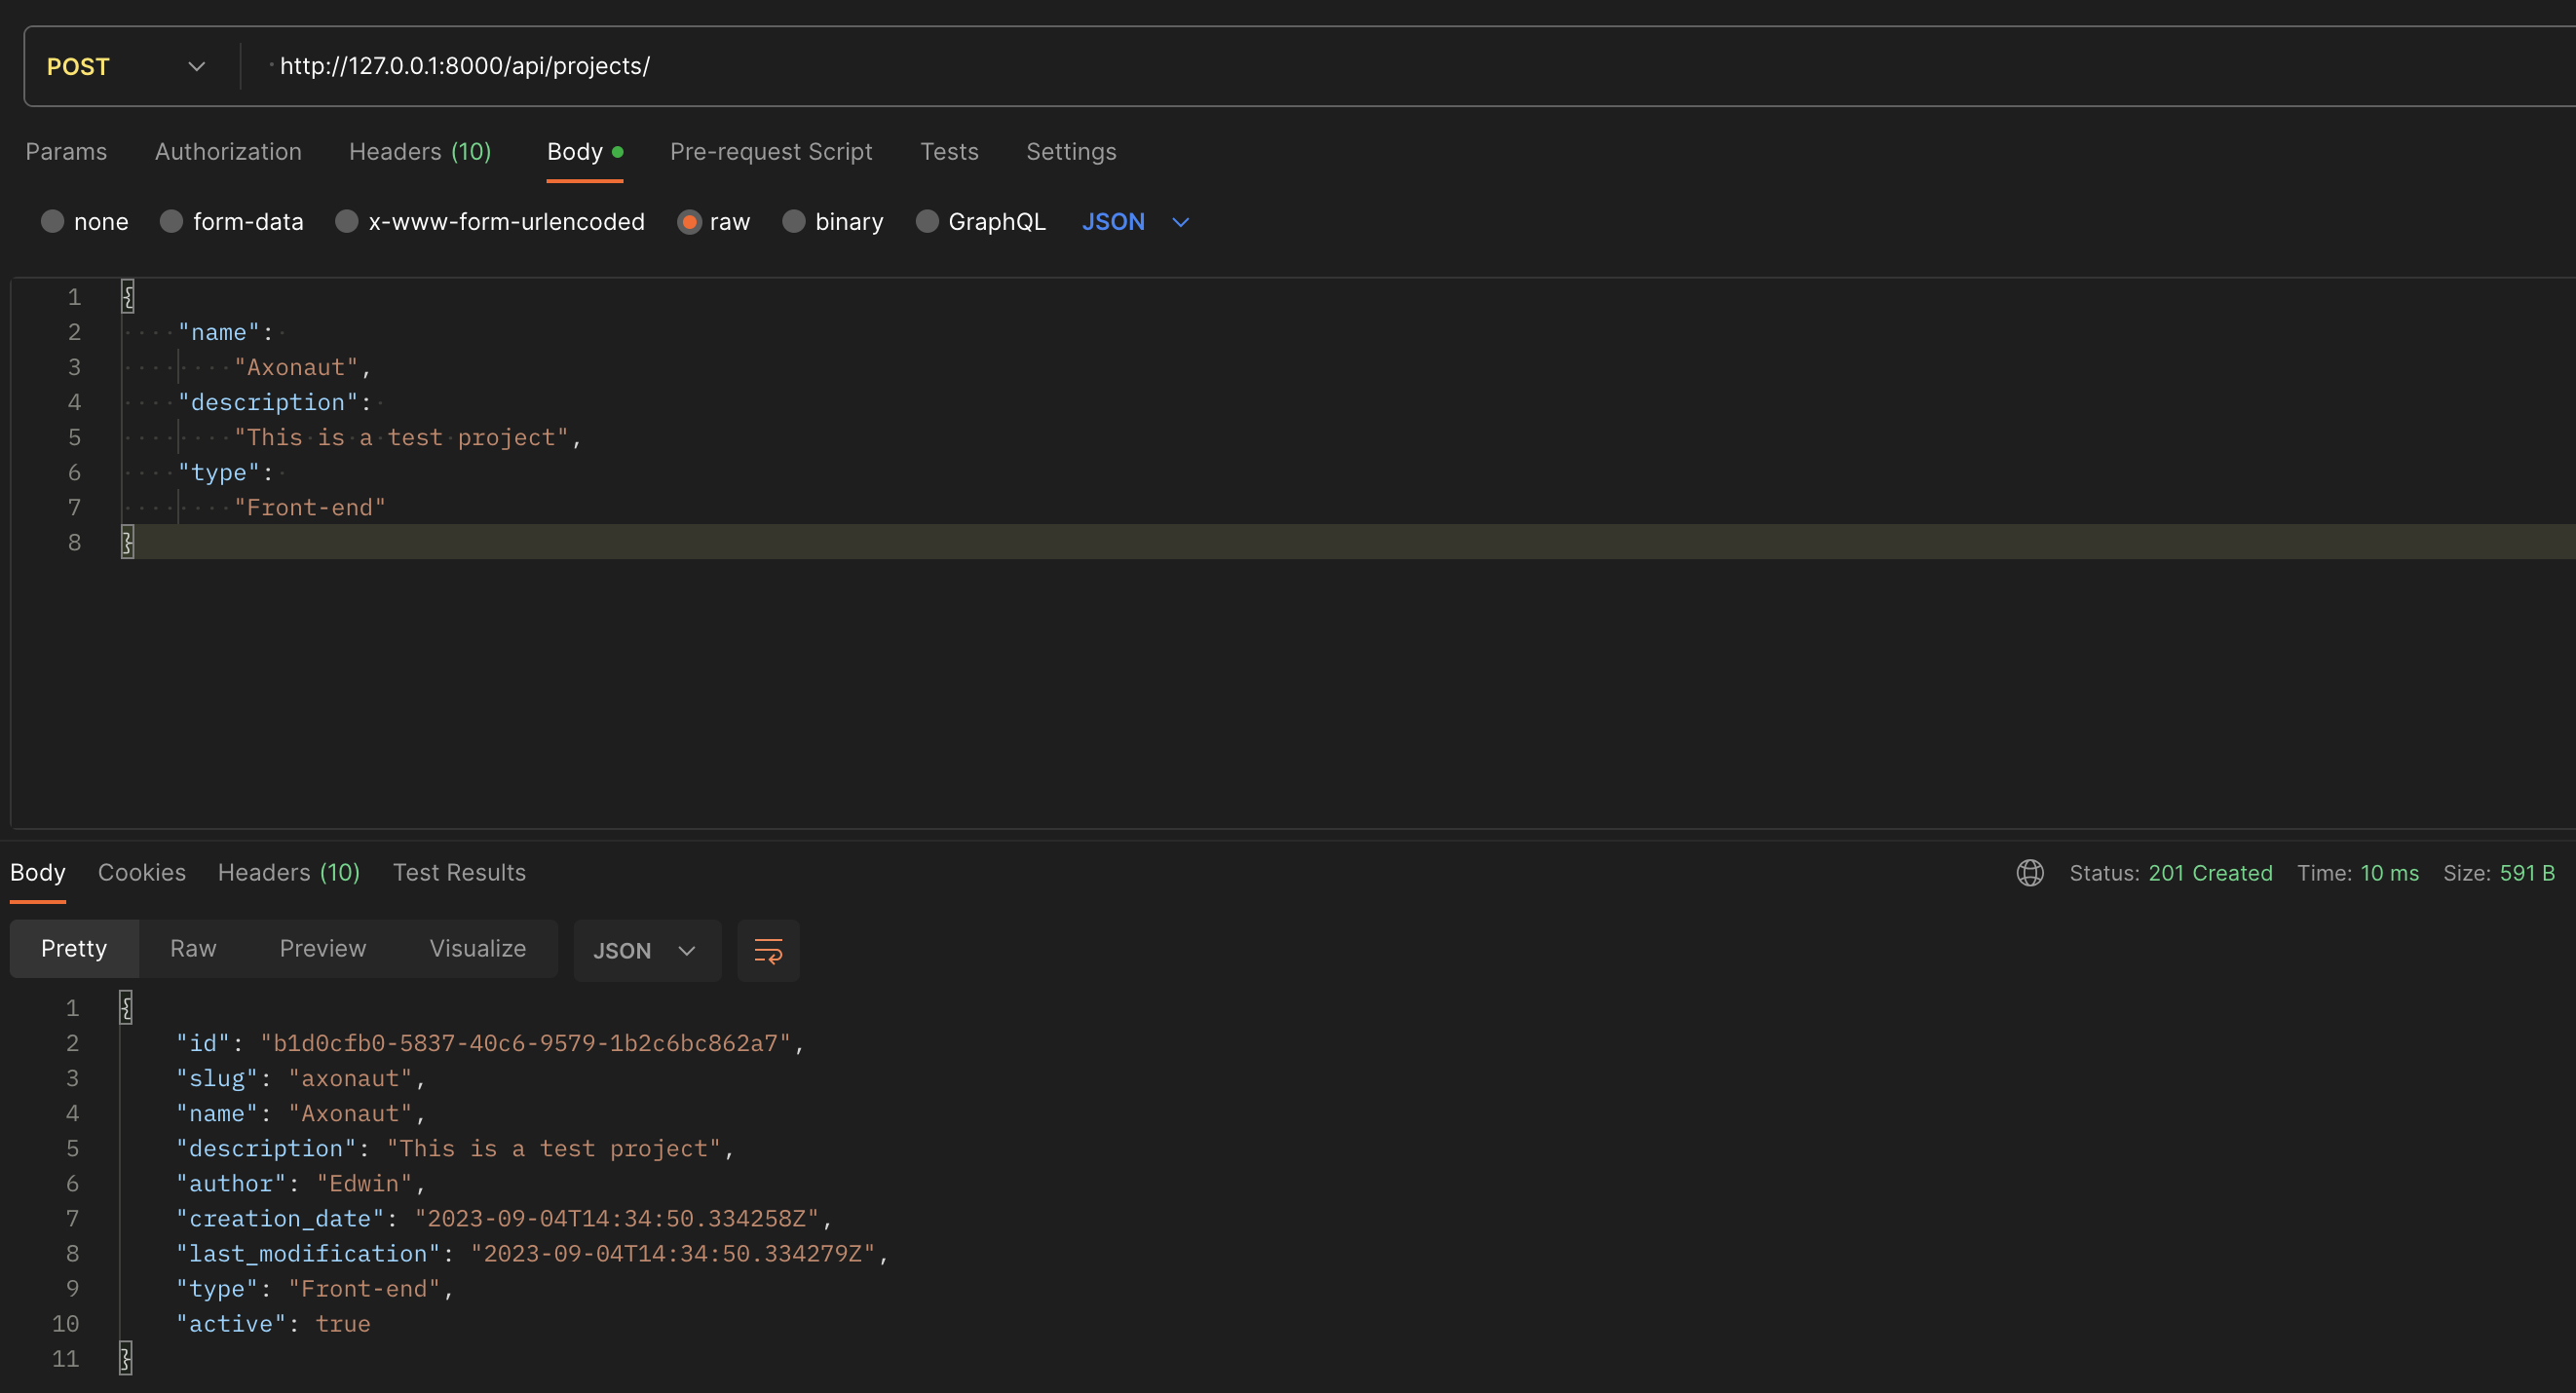 POST http://127.0.0.1:8000/api/projects/
Params Authorization Headers (10) Body Pre-request Script Tests Settings
none form-data x-www-form-urlencoded raw binary GraphQL JSON
1 {
2 "name":
3 "Axonaut",
4 "description":
5 "This is a test project",
6 "type":
7 "Front-end"
8 }
Body Cookies Headers (10) Test Results Status: 201 Created Time: 10 ms Size: 591 B
Pretty Raw Preview Visualize JSON
1 {
2 "id": "b1d0cfb0-5837-40c6-9579-1b2c6bc862a7",
3 "slug": "axonaut",
4 "name": "Axonaut",
5 "description": "This is a test project",
6 "author": "Edwin",
7 "creation_date": "2023-09-04T14:34:50.334258Z",
8 "last_modification": "2023-09-04T14:34:50.334279Z",
9 "type": "Front-end",
10 "active": true
11 }